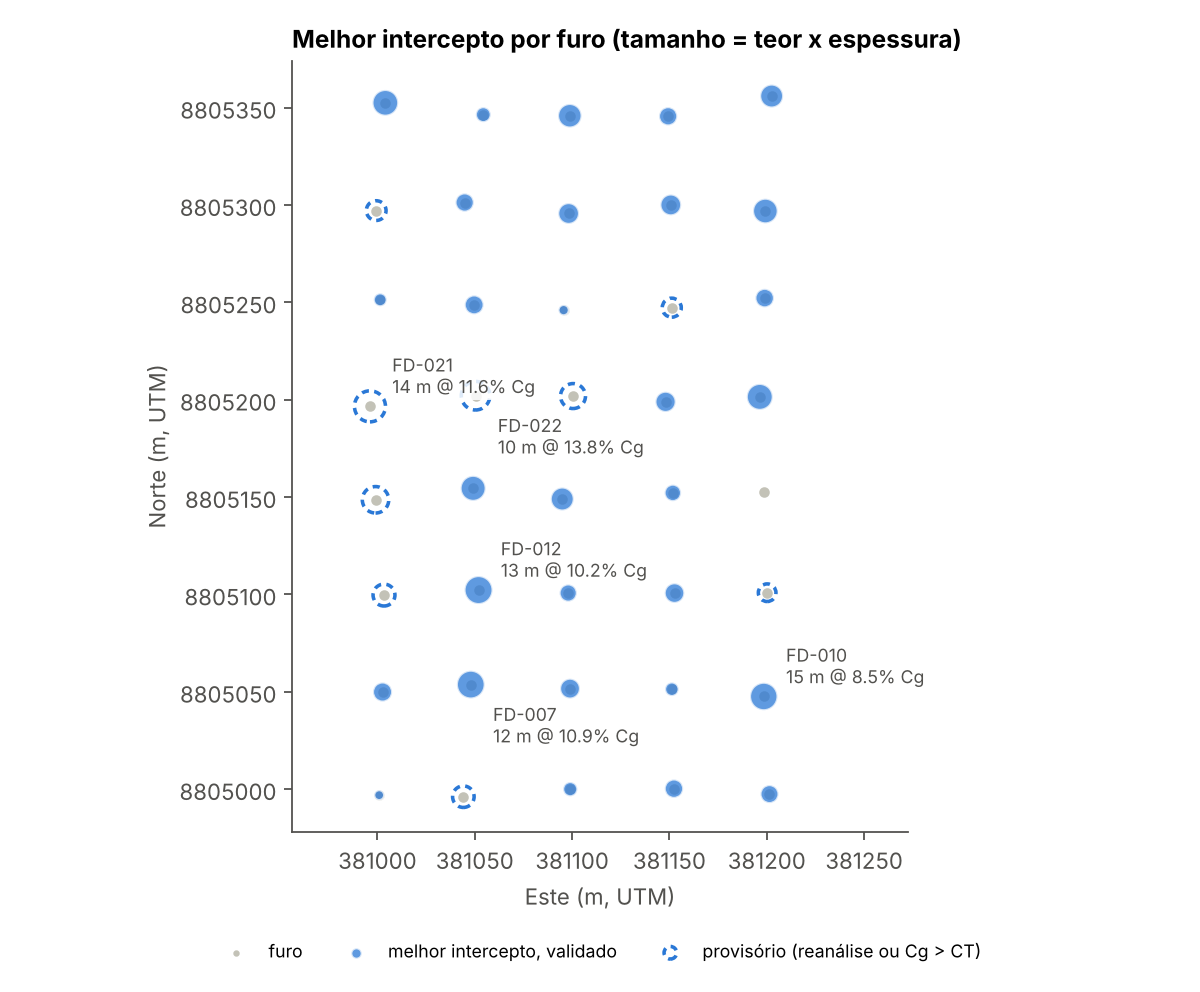 Melhor intercepto por furo (tamanho = teor x espessura)
8805350
8805300
8805250
8805200
8805150
8805100
8805050
8805000
Norte (m, UTM)
FD-021
14 m @ 11.6% Cg
FD-022
10 m @ 13.8% Cg
FD-012
13 m @ 10.2% Cg
FD-010
15 m @ 8.5% Cg
FD-007
12 m @ 10.9% Cg
381000 381050 381100 381150 381200 381250
Este (m, UTM)
furo melhor intercepto, validado provisório (reanálise ou Cg > CT)